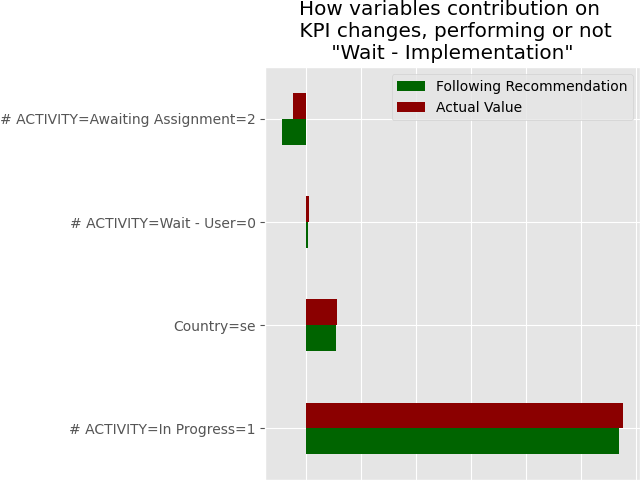 How variables contribution on
KPI changes, performing or not
"Wait - Implementation"
Following Recommendation
Actual Value
# ACTIVITY=Awaiting Assignment=2
# ACTIVITY=Wait - User=0
Country=se
# ACTIVITY=In Progress=1